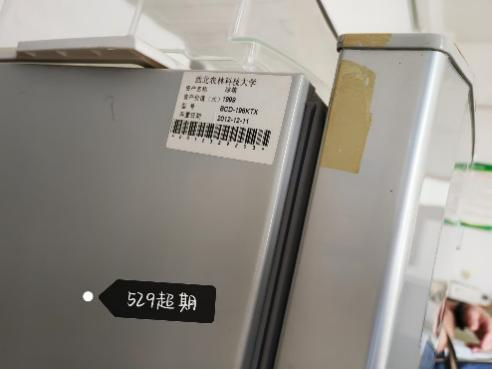 西北农林科技大学
资产名称 冰箱
资产价值（元）1999
型 号 BCD-196KTX
购置日期 2012-12-11
529超期